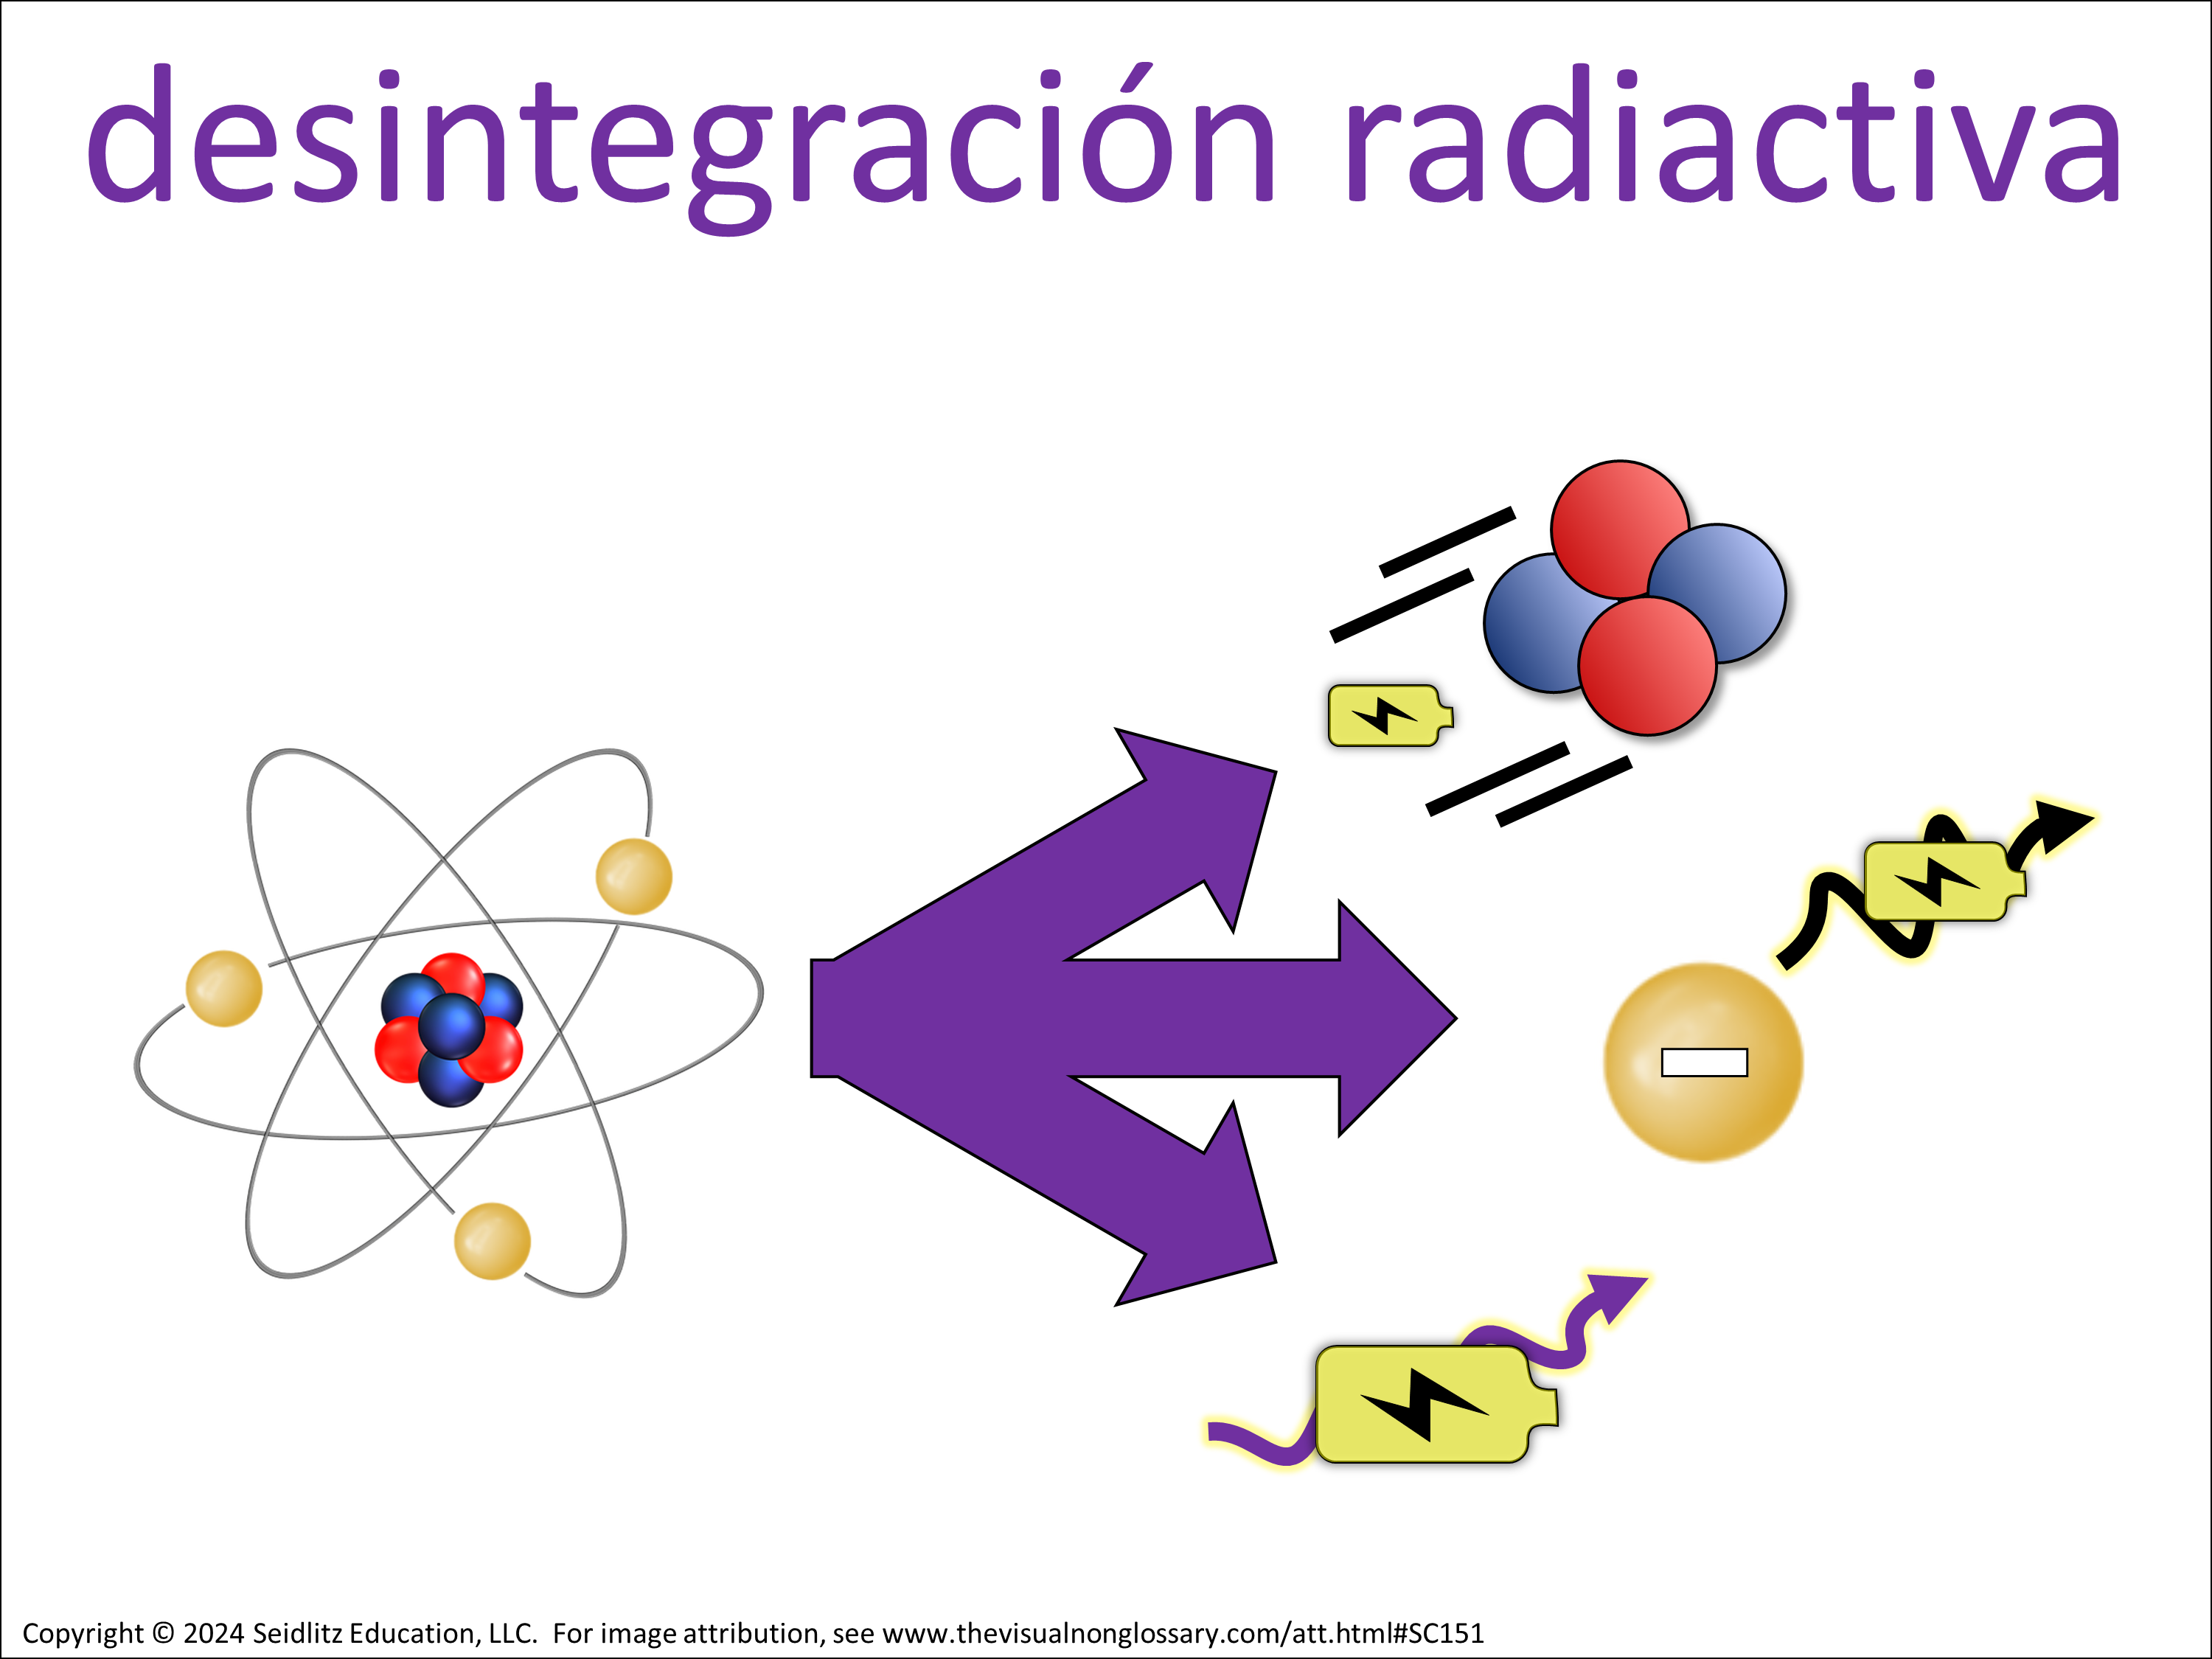 desintegración radiactiva
Copyright © 2024 Seidlitz Education, LLC.  For image attribution, see www.thevisualnonglossary.com/att.html#SC151